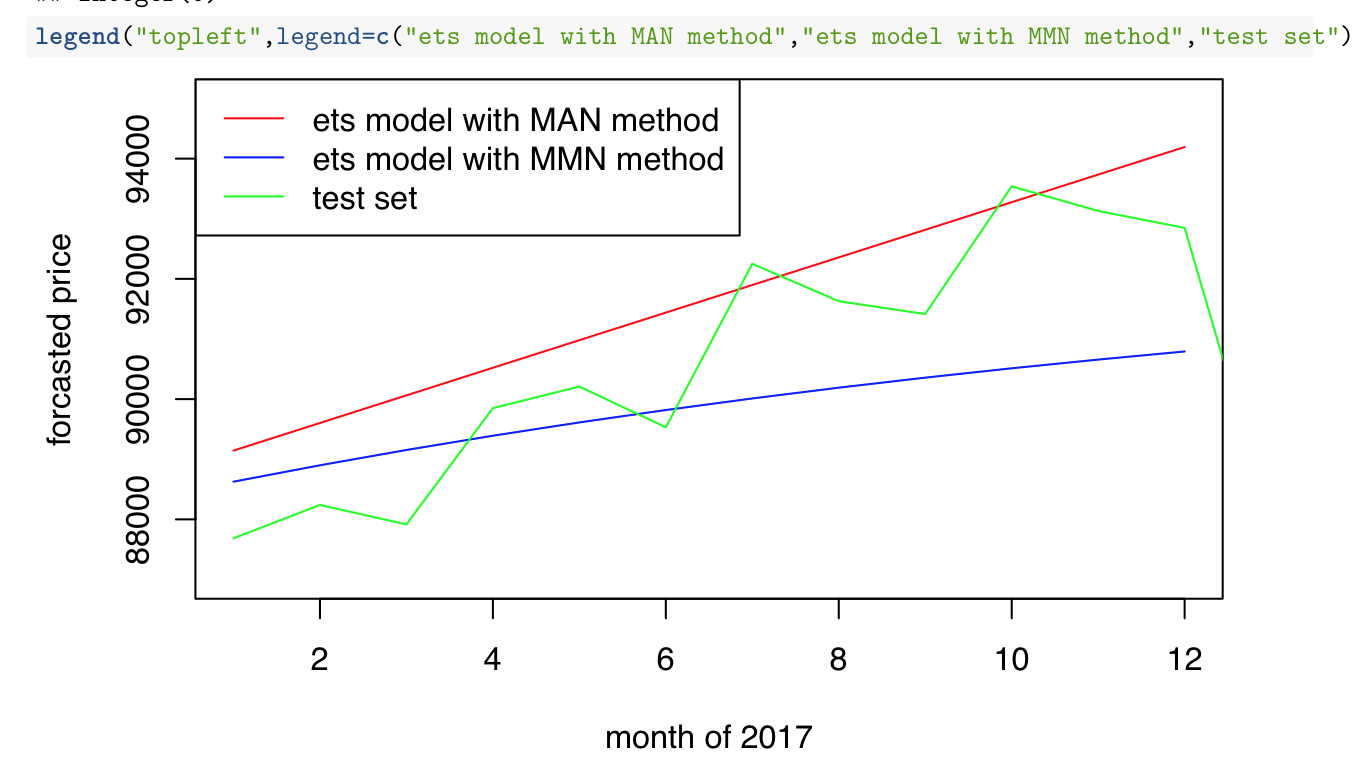 legend("topleft",legend=c("ets model with MAN method","ets model with MMN method","test set")
ets model with MAN method
ets model with MMN method
test set
94000
92000
90000
88000
forcasted price
2 4 6 8 10 12
month of 2017